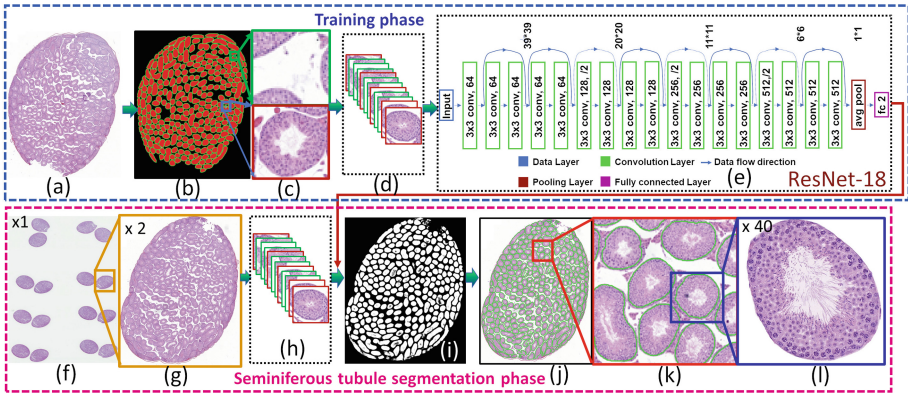 Training phase
39*39
20*20
11*11
6*6
1*1
Input
3x3 conv, 64
3x3 conv, 64
3x3 conv, 64
3x3 conv, 64
3x3 conv, 64
3x3 conv, 128, /2
3x3 conv, 128
3x3 conv, 128
3x3 conv, 128
3x3 conv, 256, /2
3x3 conv, 256
3x3 conv, 256
3x3 conv, 256
3x3 conv, 512,/2
3x3 conv, 512
3x3 conv, 512
3x3 conv, 512
avg pool
fc 2
Data Layer
Convolution Layer
Data flow direction
Pooling Layer
Fully connected Layer
(a)
(b)
(c)
(d)
(e)
ResNet-18
x1
x 2
x 40
(f)
(g)
(h)
(i)
(j)
(k)
(l)
Seminiferous tubule segmentation phase